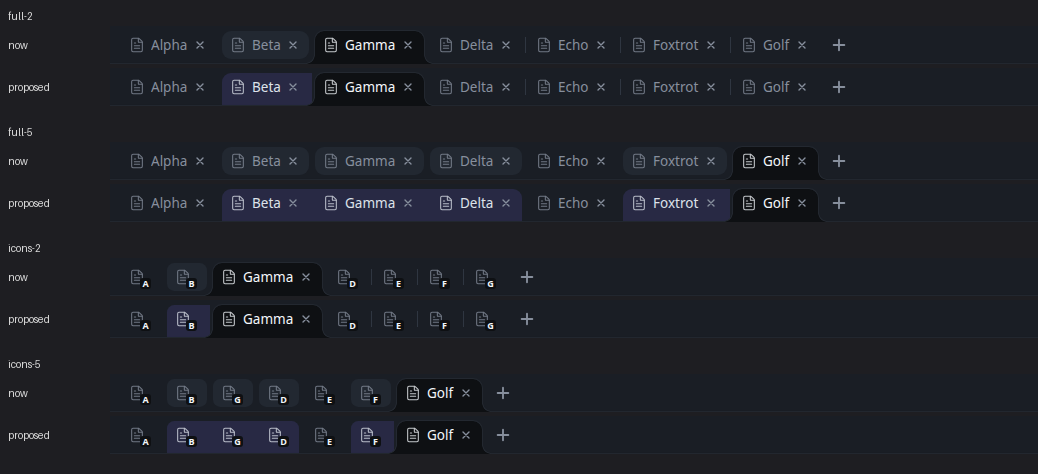 full-2
now Alpha × Beta × Gamma × Delta × Echo × Foxtrot × Golf × +
proposed Alpha × Beta × Gamma × Delta × Echo × Foxtrot × Golf × +
full-5
now Alpha × Beta × Gamma × Delta × Echo × Foxtrot × Golf × +
proposed Alpha × Beta × Gamma × Delta × Echo × Foxtrot × Golf × +
icons-2
now A B Gamma × D E F G +
proposed A B Gamma × D E F G +
icons-5
now A B G D E F Golf × +
proposed A B G D E F Golf × +